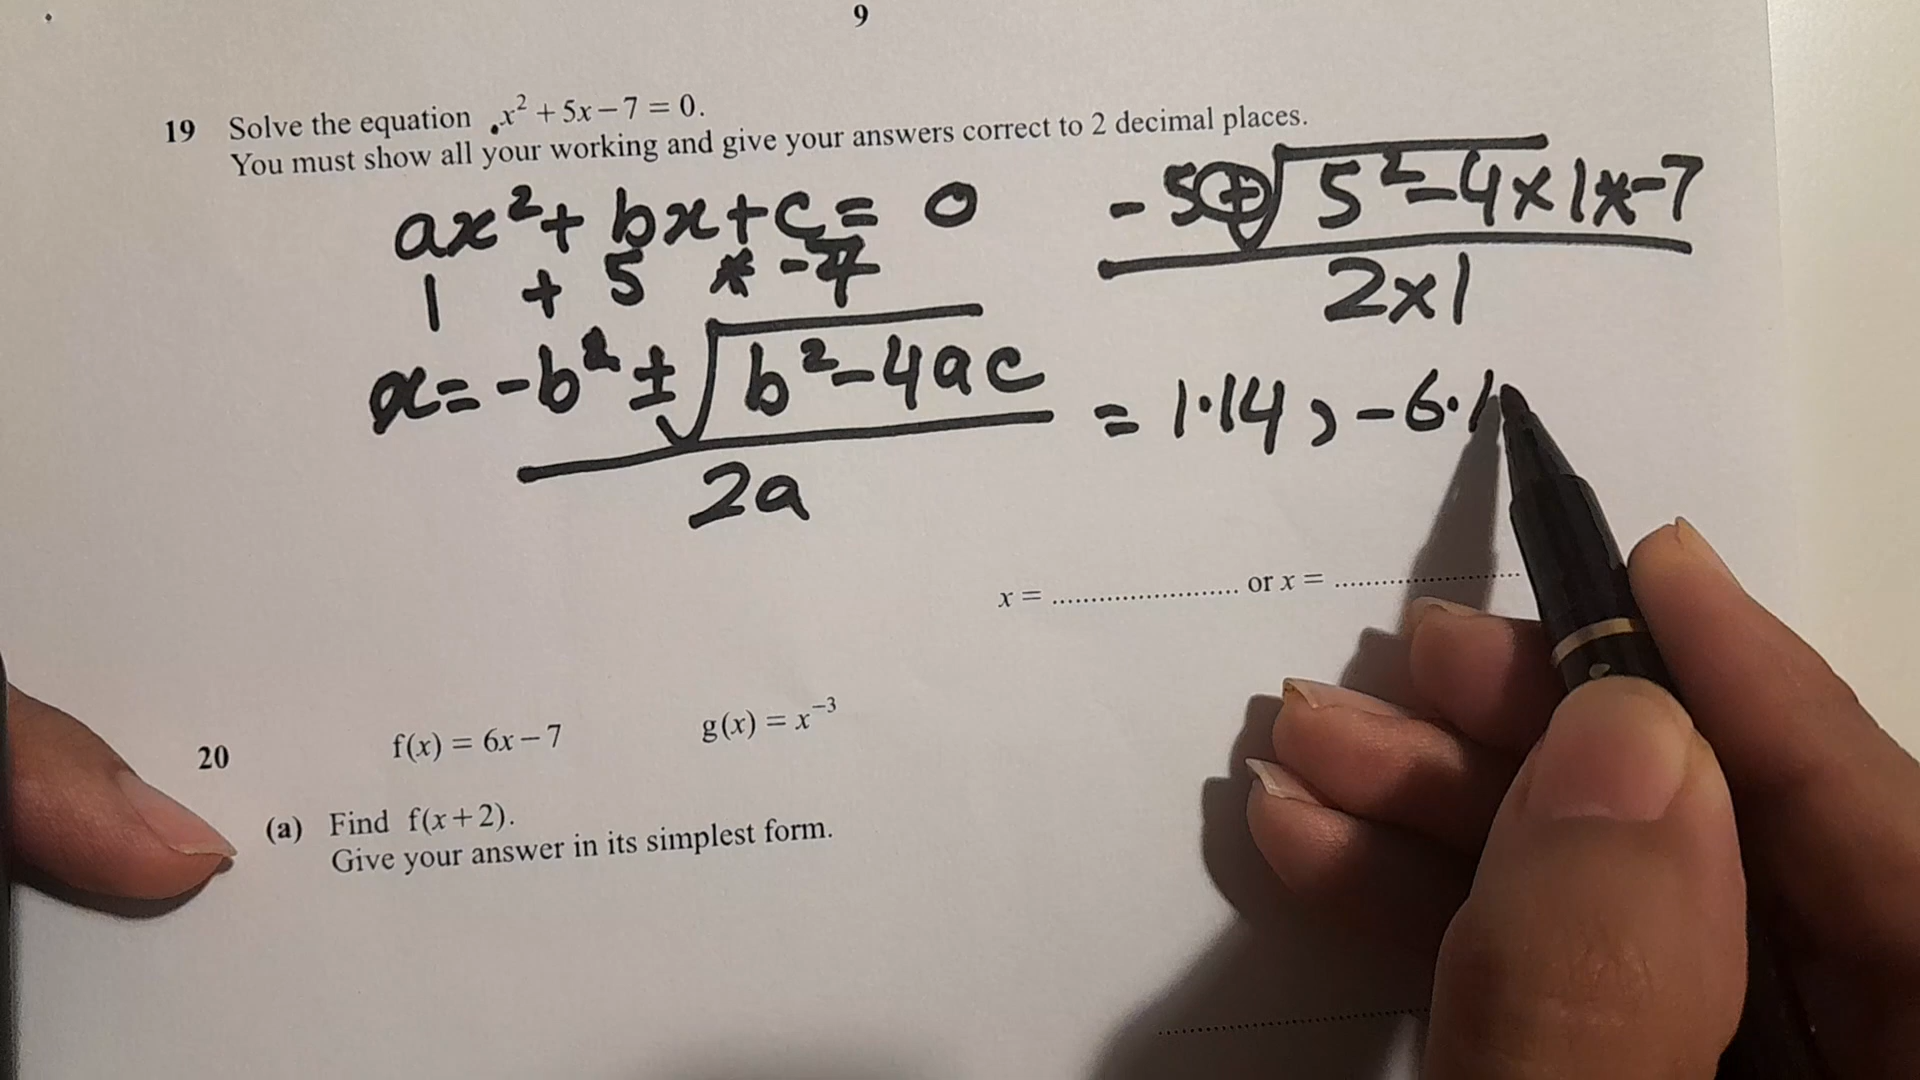 9
19 Solve the equation x² + 5x − 7 = 0.
You must show all your working and give your answers correct to 2 decimal places.
ax² + bx + c = 0
1 + 5 -7
x = -b² ± √b² - 4ac
2a
-5 ± √5² - 4 × 1 × -7
2 × 1
= 1.14, -6.1
x = ........................ or x = ........................
20 f(x) = 6x − 7 g(x) = x⁻³
(a) Find f(x + 2).
Give your answer in its simplest form.